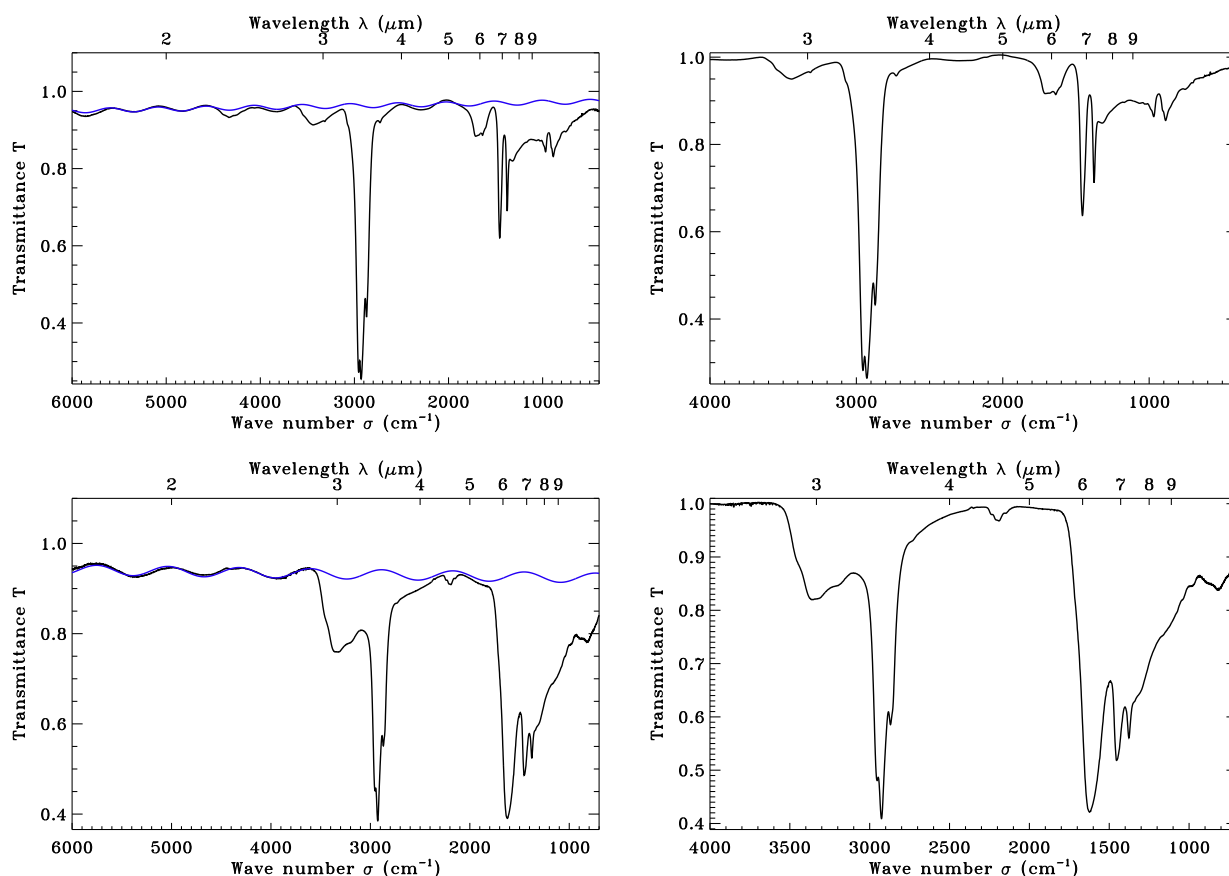 Wavelength λ (μm)
2 3 4 5 6 7 8 9
Transmittance T
1.0
0.8
0.6
0.4
6000 5000 4000 3000 2000 1000
Wave number σ (cm⁻¹)
Wavelength λ (μm)
3 4 5 6 7 8 9
Transmittance T
1.0
0.8
0.6
0.4
4000 3000 2000 1000
Wave number σ (cm⁻¹)
Wavelength λ (μm)
2 3 4 5 6 7 8 9
Transmittance T
1.0
0.8
0.6
0.4
6000 5000 4000 3000 2000 1000
Wave number σ (cm⁻¹)
Wavelength λ (μm)
3 4 5 6 7 8 9
Transmittance T
1.0
0.9
0.8
0.7
0.6
0.5
0.4
4000 3500 3000 2500 2000 1500 1000
Wave number σ (cm⁻¹)